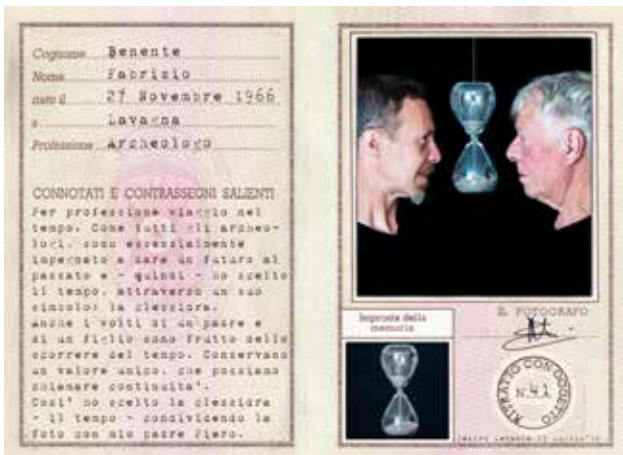 Cognome Benente
Nome Fabrizio
nato il 27 Novembre 1966
a Lavagna
Professione Archeologo
CONNOTATI E CONTRASSEGNI SALIENTI
Per professione viaggio nel
tempo. Come tutti gli archeo-
logi, sono essenzialmente
impegnato a dare un futuro al
passato e - quindi - ho scelto
il tempo, attraverso un suo
simbolo: la clessidra.
Anche i volti di un padre e
di un figlio sono frutto dello
scorrere del tempo. Conservano
un valore unico, che possiamo
chiamare continuita'.
Cosi' ho scelto la clessidra
- il tempo - condividendo la
foto con mio padre Piero.
Impronta della
memoria
IL FOTOGRAFO
RITRATTO CON OGGETTO
N.41